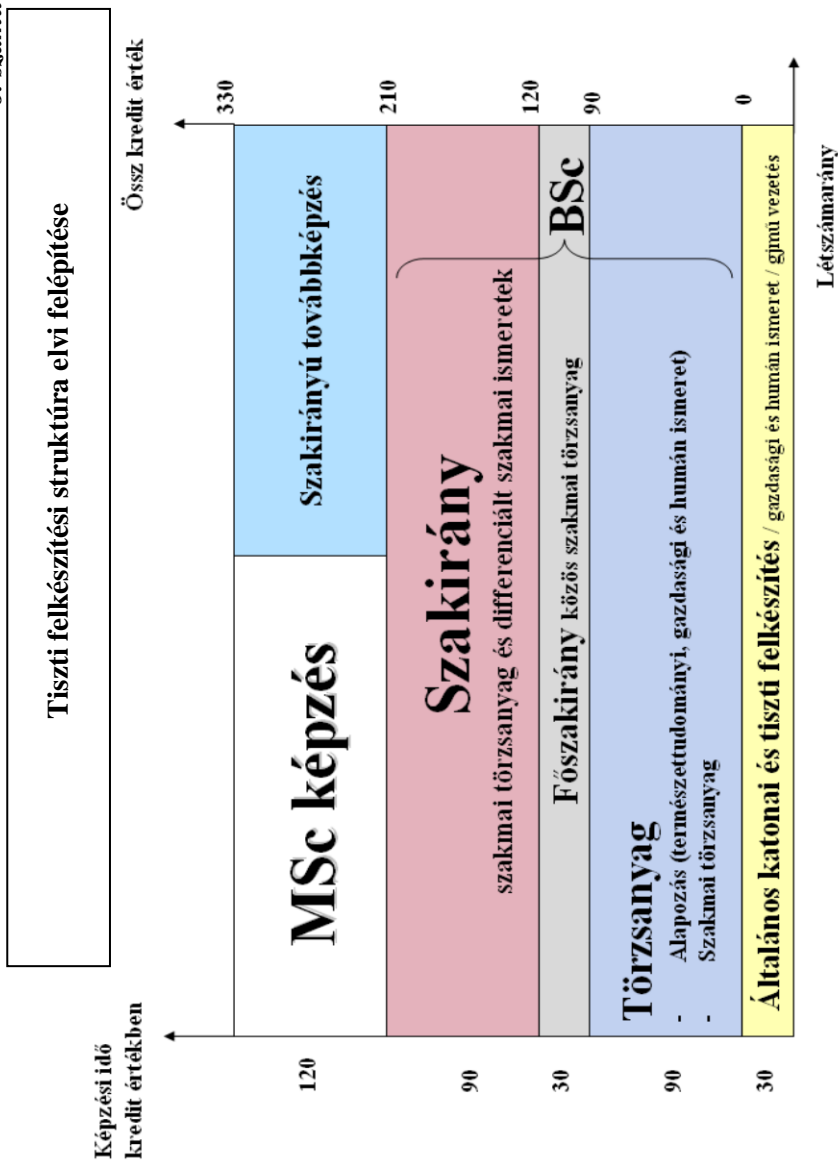 Tiszti felkészítési struktúra elvi felépítése
Képzési idő
kredit értékben
Össz kredit érték
330
120
MSc képzés
Szakirányú továbbképzés
210
90
Szakirány
szakmai törzsanyag és differenciált szakmai ismeretek
120
30
Főszakirány közös szakmai törzsanyag
BSc
90
90
Törzsanyag
- Alapozás (természettudományi, gazdasági és humán ismeret)
- Szakmai törzsanyag
0
30
Általános katonai és tiszti felkészítés / gazdasági és humán ismeret / gjmű vezetés
Létszámarány